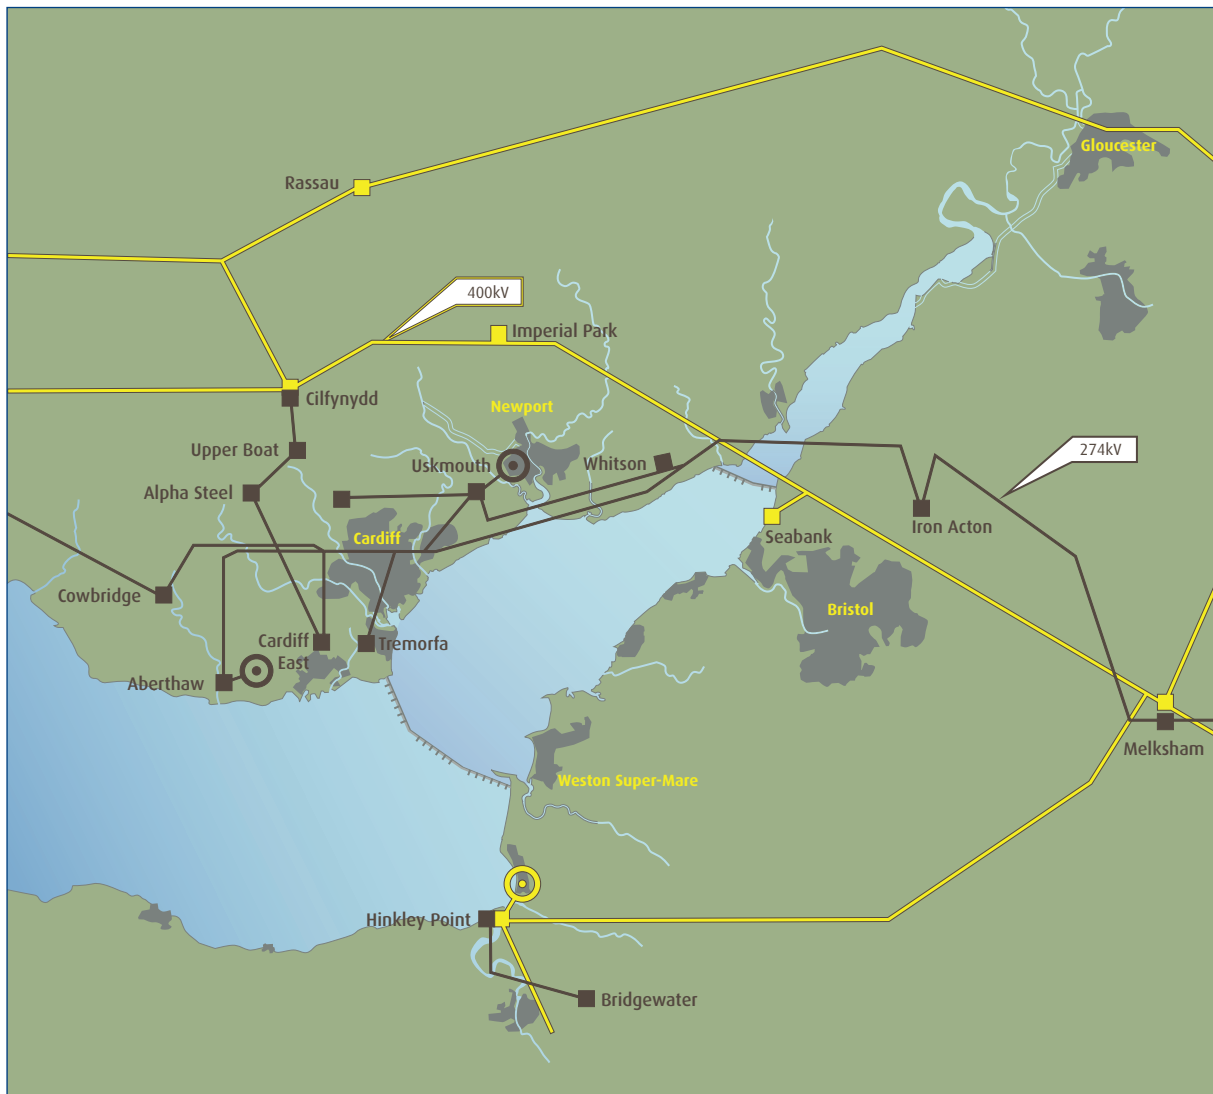 Gloucester
Rassau
400kV
Imperial Park
Cilfynydd
Newport
Upper Boat
Uskmouth
Whitson
274kV
Alpha Steel
Iron Acton
Seabank
Cardiff
Cowbridge
Bristol
Cardiff
East
Tremorfa
Aberthaw
Melksham
Weston Super-Mare
Hinkley Point
Bridgewater